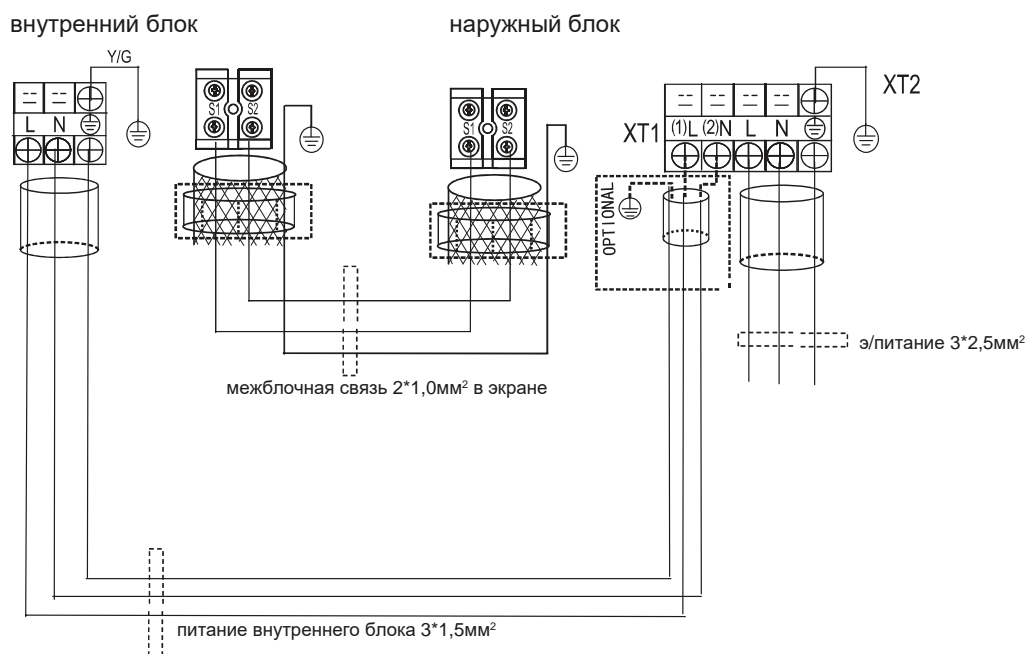 внутренний блок
наружный блок
Y/G
L N
S1 S2
S1 S2
XT1
(1)L (2)N L N
XT2
OPTIONAL
э/питание 3*2,5мм²
межблочная связь 2*1,0мм² в экране
питание внутреннего блока 3*1,5мм²